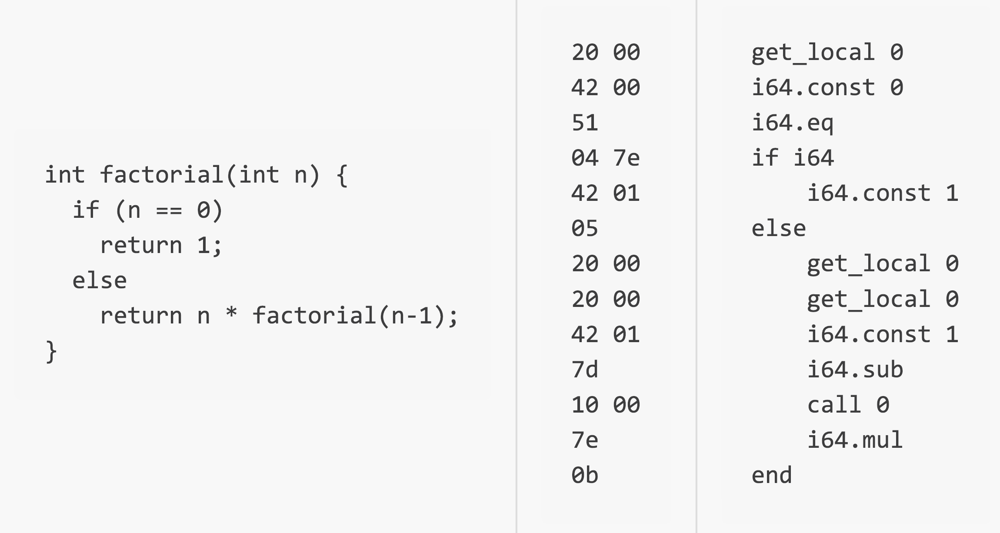 int factorial(int n) {
  if (n == 0)
    return 1;
  else
    return n * factorial(n-1);
}
20 00
42 00
51
04 7e
42 01
05
20 00
20 00
42 01
7d
10 00
7e
0b
get_local 0
i64.const 0
i64.eq
if i64
    i64.const 1
else
    get_local 0
    get_local 0
    i64.const 1
    i64.sub
    call 0
    i64.mul
end